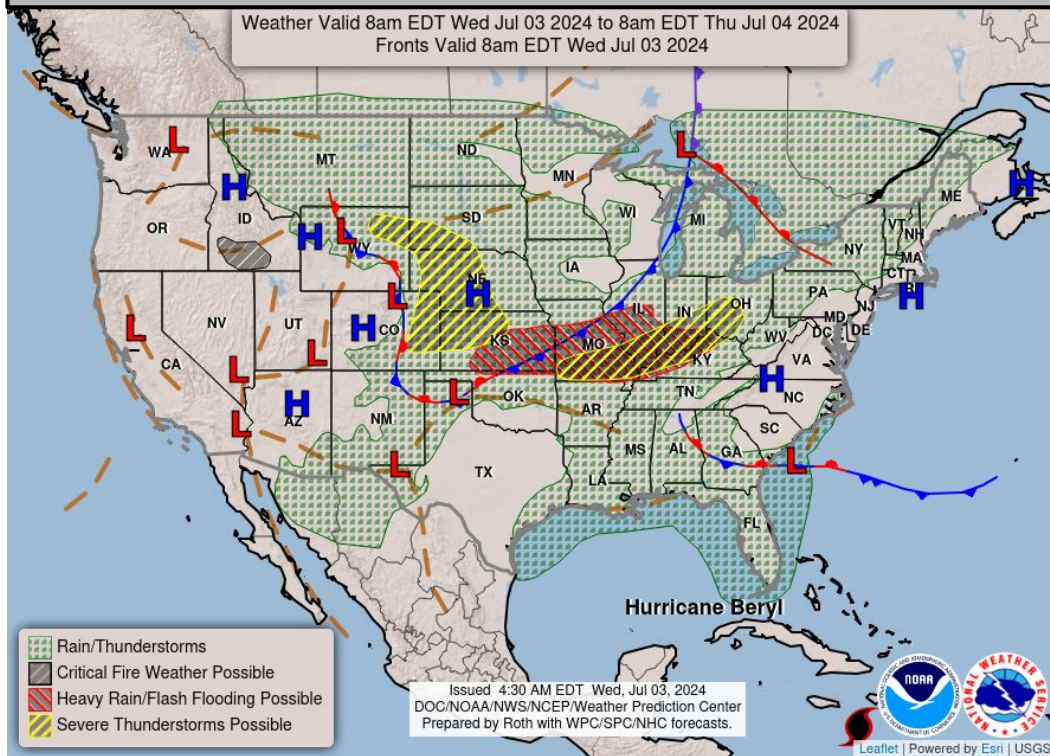 Weather Valid 8am EDT Wed Jul 03 2024 to 8am EDT Thu Jul 04 2024
Fronts Valid 8am EDT Wed Jul 03 2024
WA
L
MT
ND
MN
L
ME
H
H
ID
OR
SD
WI
MI
VT
NH
NY
MA
CT
RI
H
L
WY
H
IA
NE
H
PA
NJ
OH
IN
IL
MD
DE
DC
WV
VA
L
NV
UT
CO
H
L
KS
MO
KY
L
CA
L
L
H
NC
TN
OK
L
AR
SC
H
AZ
NM
L
MS
AL
GA
L
L
TX
LA
FL
Hurricane Beryl
Rain/Thunderstorms
Critical Fire Weather Possible
Heavy Rain/Flash Flooding Possible
Severe Thunderstorms Possible
Issued 4:30 AM EDT Wed, Jul 03, 2024
DOC/NOAA/NWS/NCEP/Weather Prediction Center
Prepared by Roth with WPC/SPC/NHC forecasts.
NOAA
NATIONAL WEATHER SERVICE
Leaflet | Powered by Esri | USGS